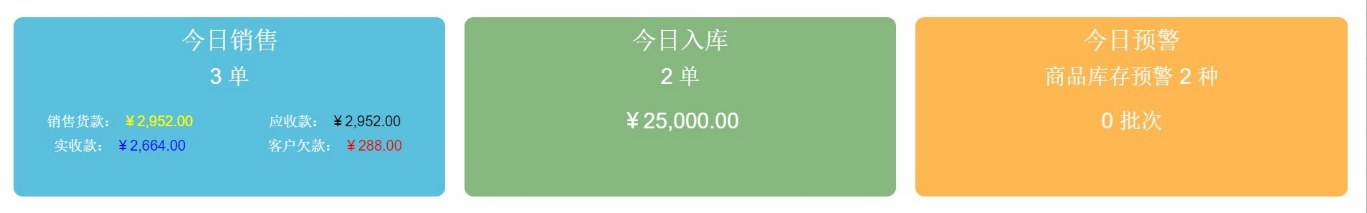 今日销售
3 单
销售货款： ￥2,952.00 应收款： ￥2,952.00
实收款： ￥2,664.00 客户欠款： ￥288.00
今日入库
2 单
￥25,000.00
今日预警
商品库存预警 2 种
0 批次